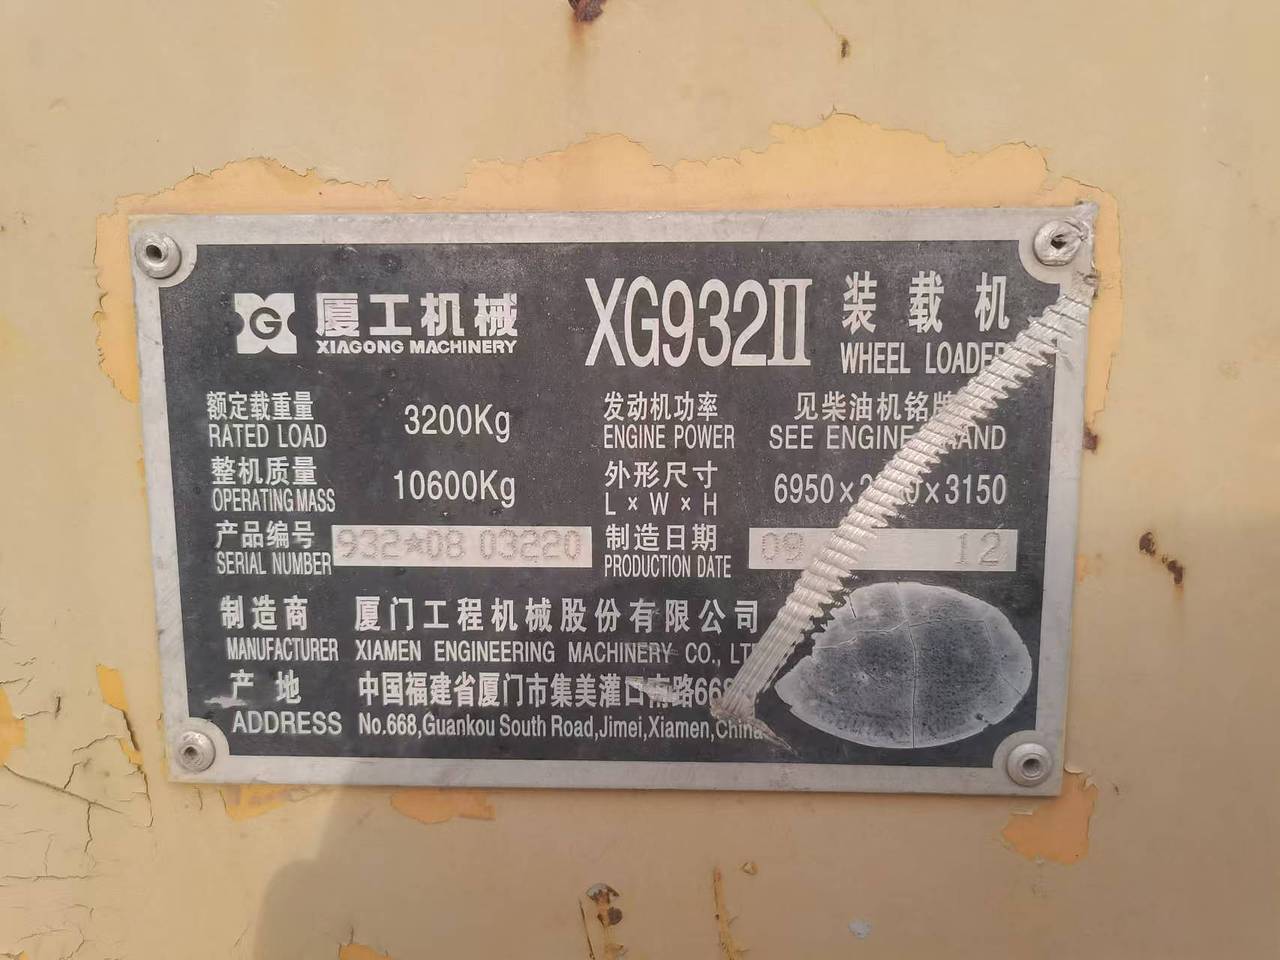 厦工机械
XIAGONG MACHINERY
XG932II
装载机
WHEEL LOADER
额定载重量
RATED LOAD
3200Kg
发动机功率
ENGINE POWER
见柴油机铭牌
SEE ENGINE
整机质量
OPERATING MASS
10600Kg
外形尺寸
L×W×H
6950× ×3150
产品编号
SERIAL NUMBER
932*08 03220
制造日期
PRODUCTION DATE
09 12
制造商
MANUFACTURER
厦门工程机械股份有限公司
XIAMEN ENGINEERING MACHINERY CO., LT
产地
ADDRESS
中国福建省厦门市集美灌口南路668
No.668,Guankou South Road,Jimei,Xiamen,China